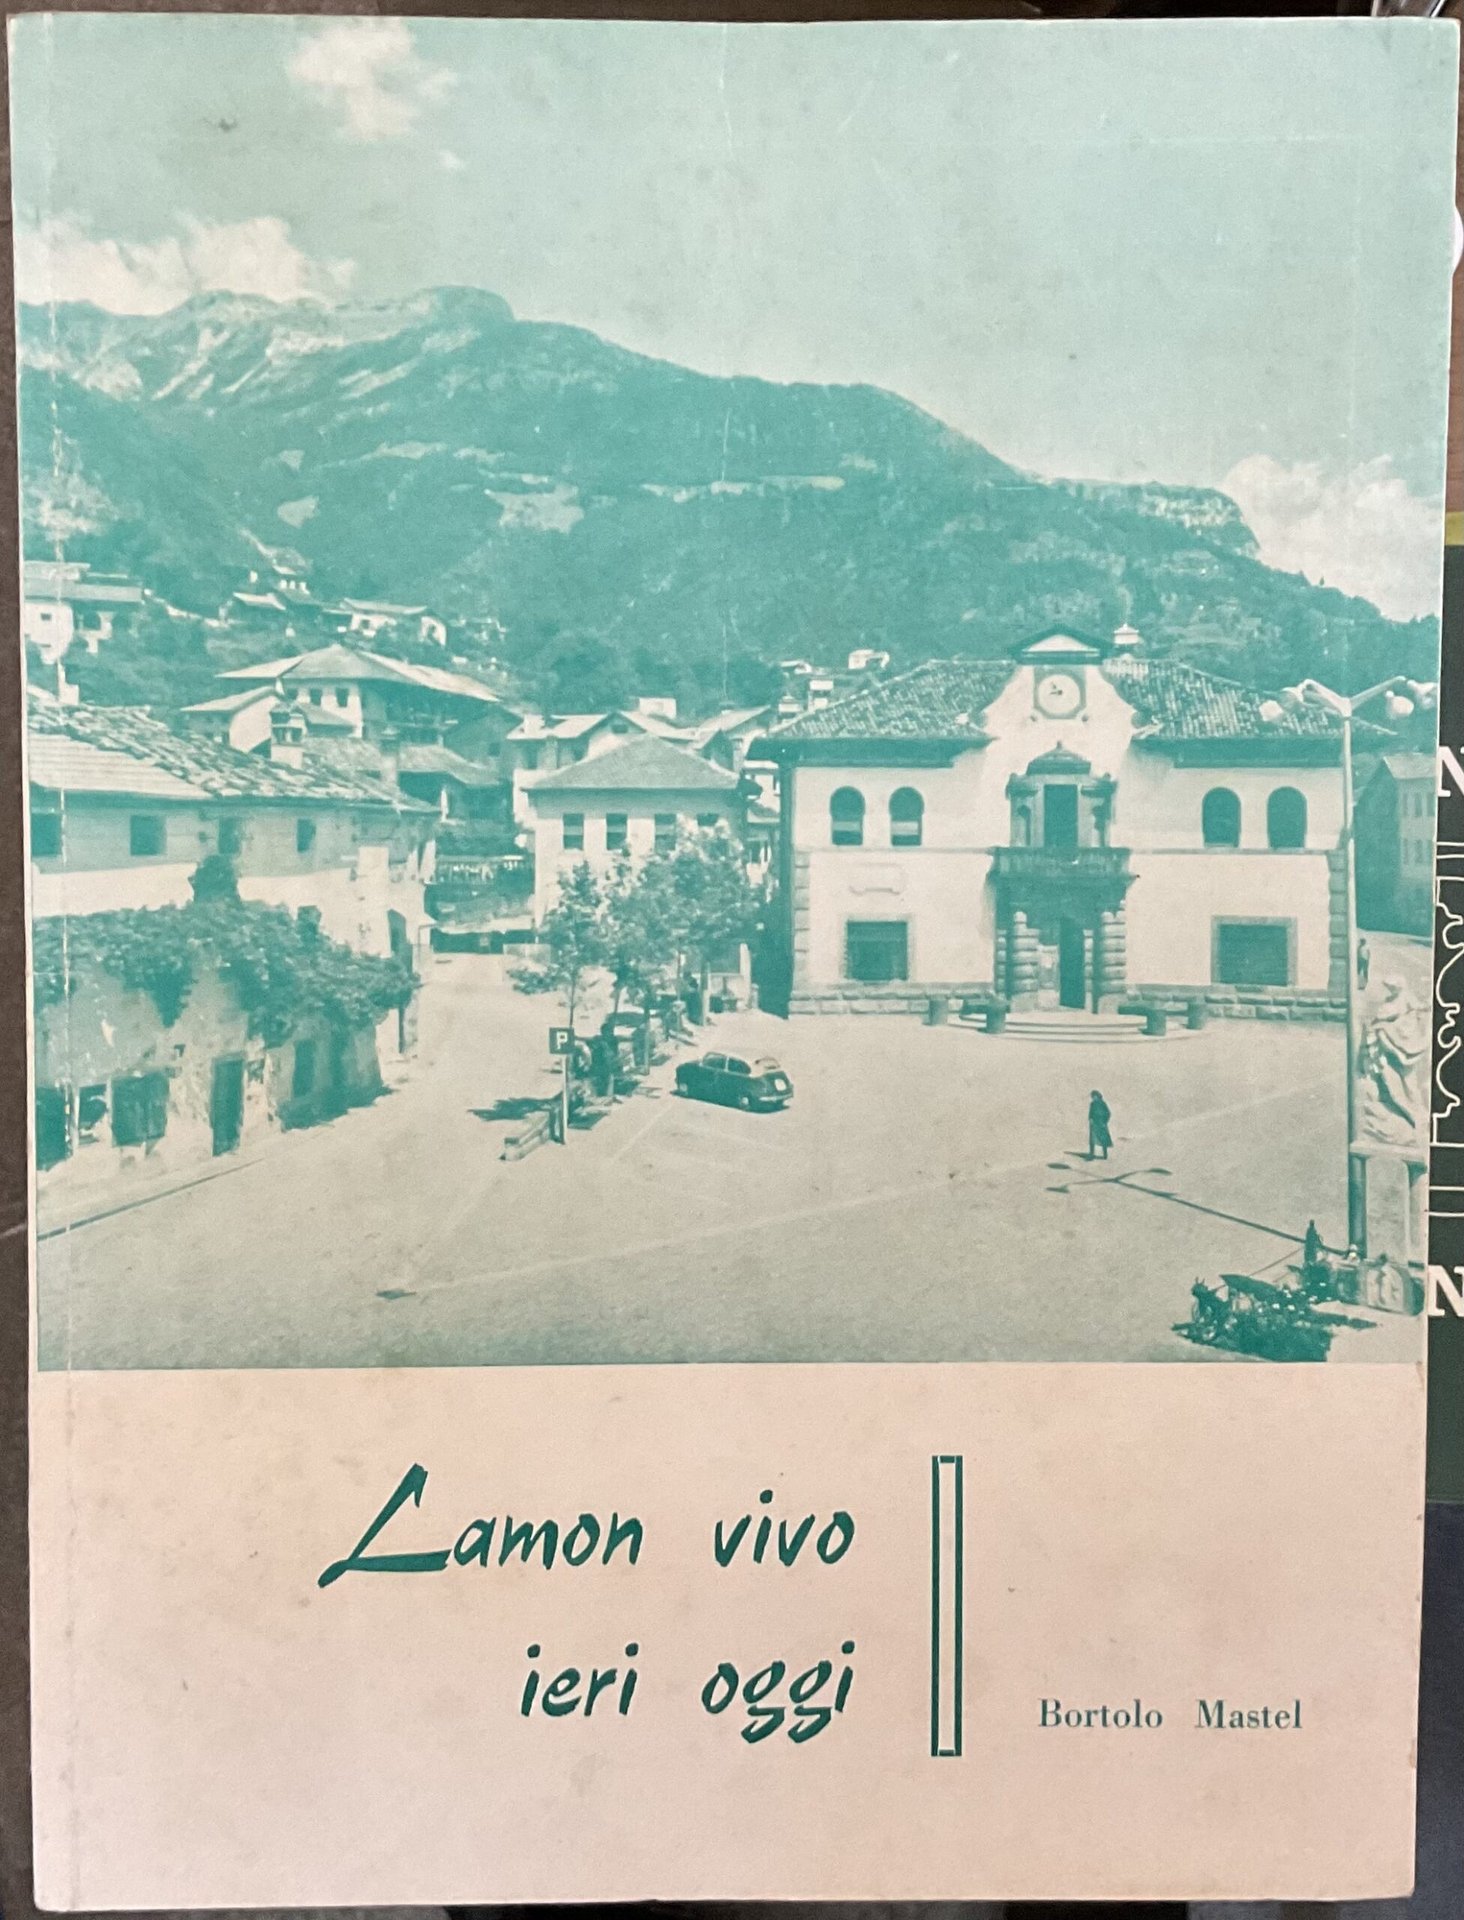 P
Lamon vivo
ieri oggi
Bortolo Mastel
N
N